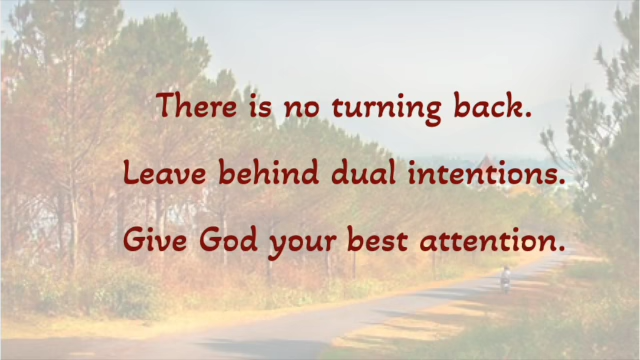 There is no turning back.
Leave behind dual intentions.
Give God your best attention.